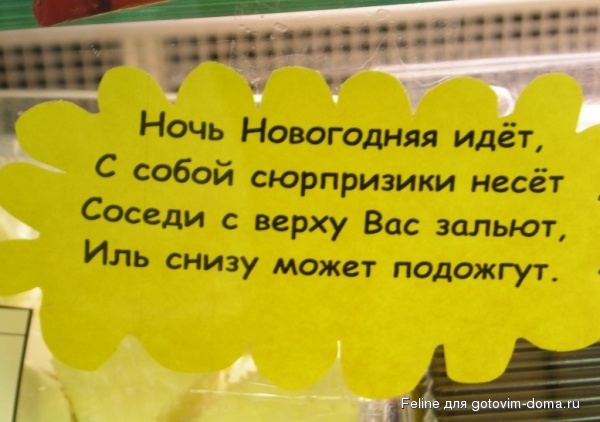 Ночь Новогодняя идёт,
С собой сюрпризики несёт
Соседи с верху Вас зальют,
Иль снизу может подожгут.
Feline для gotovim-doma.ru